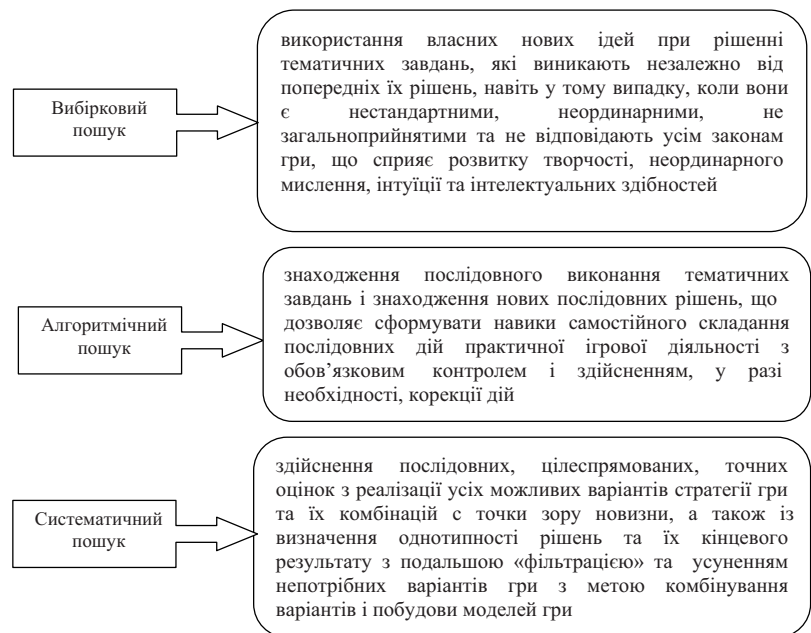 Вибірковий
пошук
використання власних нових ідей при рішенні
тематичних завдань, які виникають незалежно від
попередніх їх рішень, навіть у тому випадку, коли вони
є нестандартними, неординарними, не
загальноприйнятими та не відповідають усім законам
гри, що сприяє розвитку творчості, неординарного
мислення, інтуїції та інтелектуальних здібностей
Алгоритмічний
пошук
знаходження послідовного виконання тематичних
завдань і знаходження нових послідовних рішень, що
дозволяє сформувати навики самостійного складання
послідовних дій практичної ігрової діяльності з
обов’язковим контролем і здійсненням, у разі
необхідності, корекції дій
Систематичний
пошук
здійснення послідовних, цілеспрямованих, точних
оцінок з реалізації усіх можливих варіантів стратегії гри
та їх комбінацій с точки зору новизни, а також із
визначення однотипності рішень та їх кінцевого
результату з подальшою «фільтрацією» та усуненням
непотрібних варіантів гри з метою комбінування
варіантів і побудови моделей гри